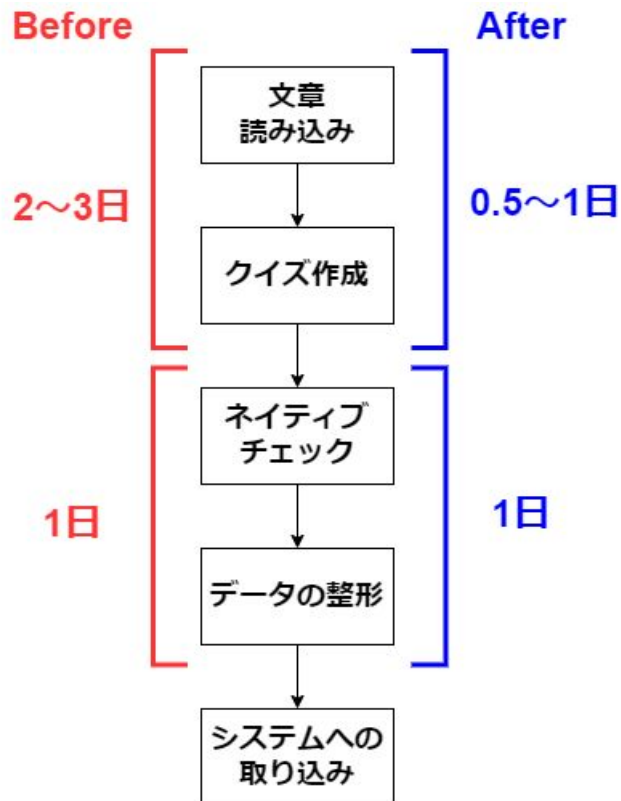 Before
After
文章
読み込み
2～3日
0.5～1日
クイズ作成
ネイティブ
チェック
1日
1日
データの整形
システムへの
取り込み